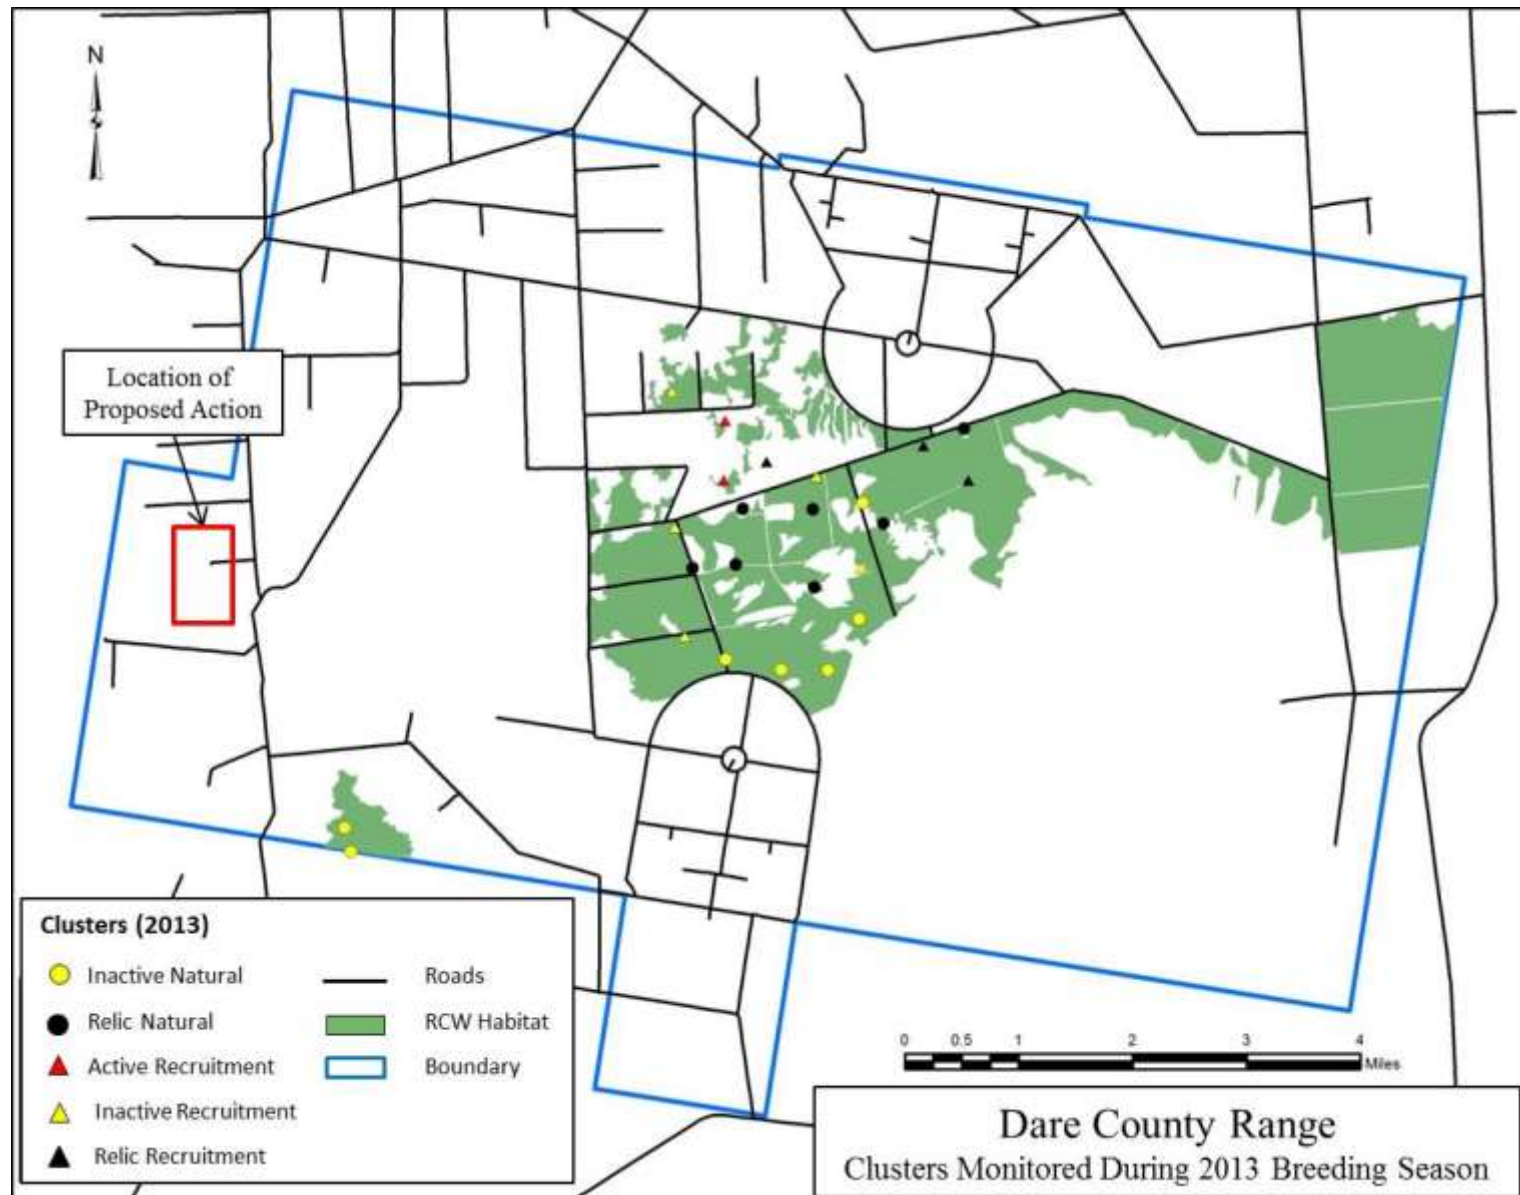 N
Location of
Proposed Action
Clusters (2013)
Inactive Natural
Roads
Relic Natural
RCW Habitat
Active Recruitment
Boundary
Inactive Recruitment
Relic Recruitment
0 0.5 1 2 3 4
Miles
Dare County Range
Clusters Monitored During 2013 Breeding Season